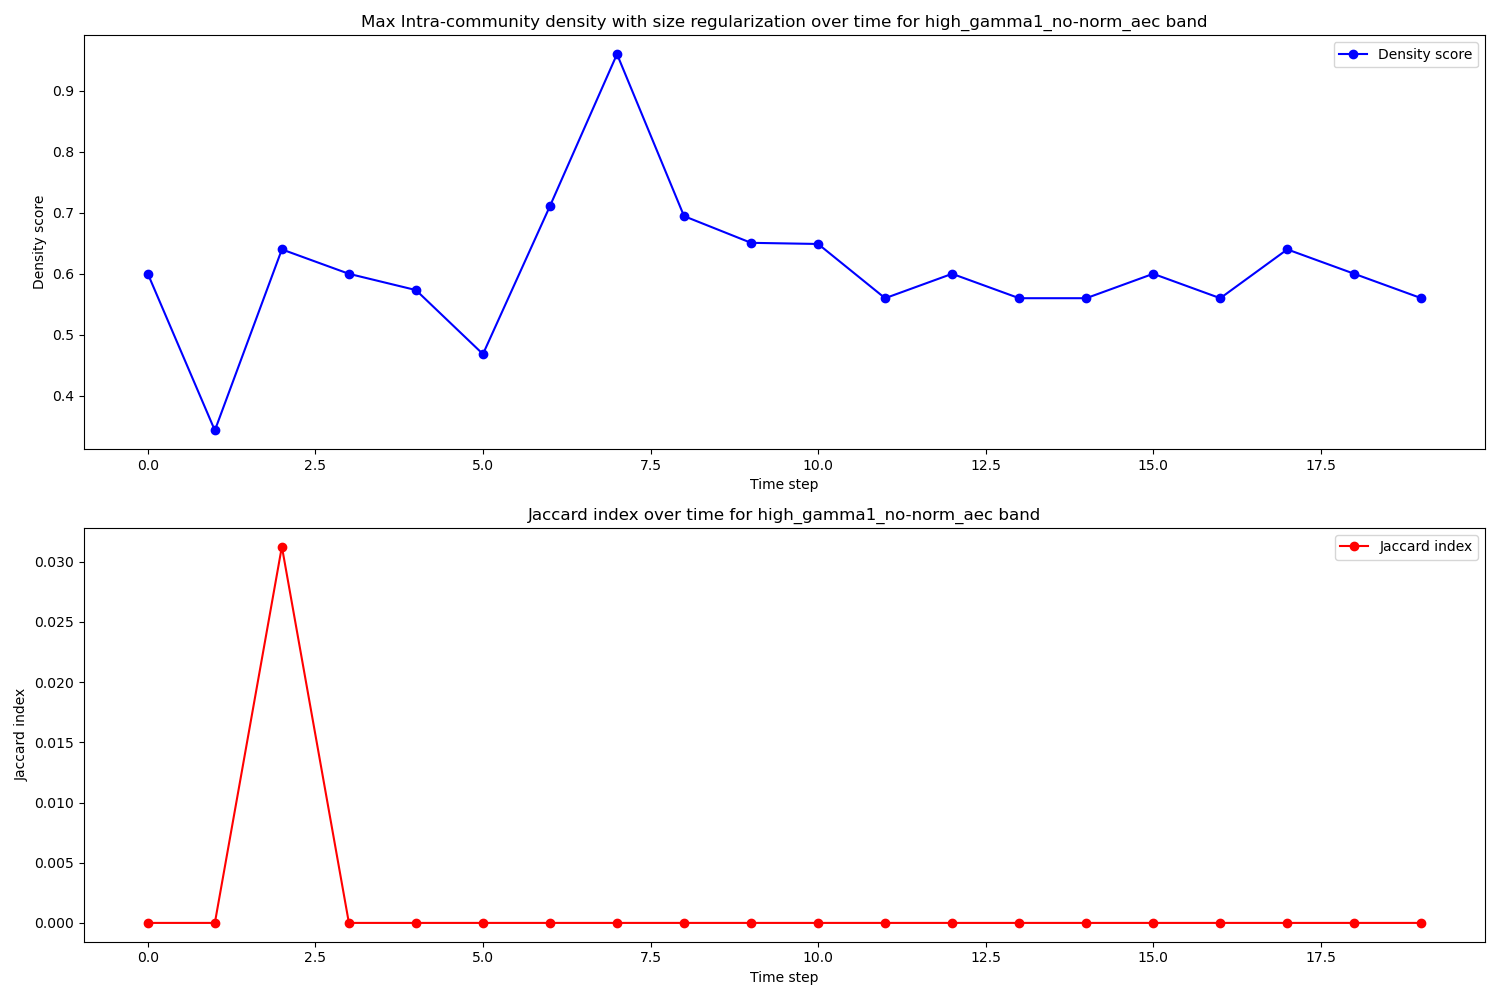 Max Intra-community density with size regularization over time for high_gamma1_no-norm_aec band
Density score
0.9
0.8
0.7
0.6
0.5
0.4
Density score
0.0 2.5 5.0 7.5 10.0 12.5 15.0 17.5
Time step
Jaccard index over time for high_gamma1_no-norm_aec band
Jaccard index
0.030
0.025
0.020
0.015
0.010
0.005
0.000
Jaccard index
0.0 2.5 5.0 7.5 10.0 12.5 15.0 17.5
Time step